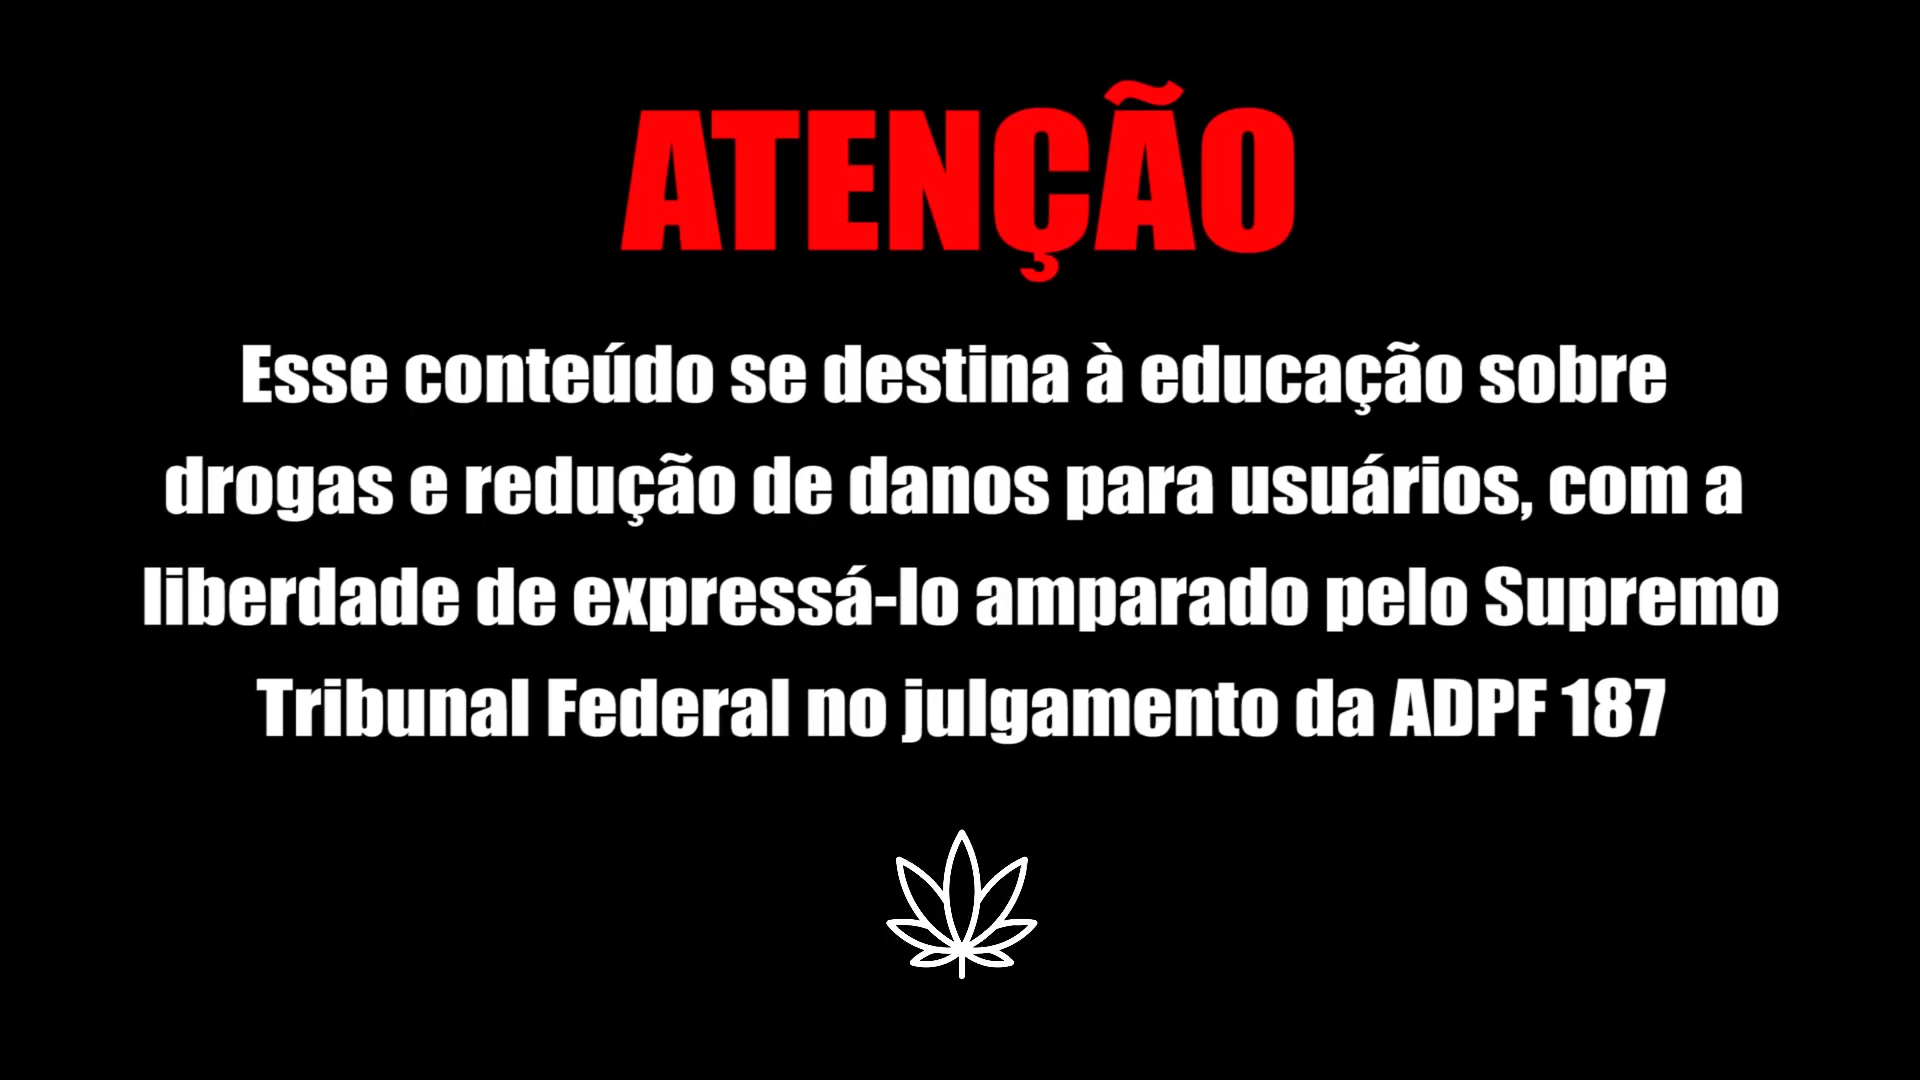 ATENÇÃO
Esse conteúdo se destina à educação sobre
drogas e redução de danos para usuários, com a
liberdade de expressá-lo amparado pelo Supremo
Tribunal Federal no julgamento da ADPF 187